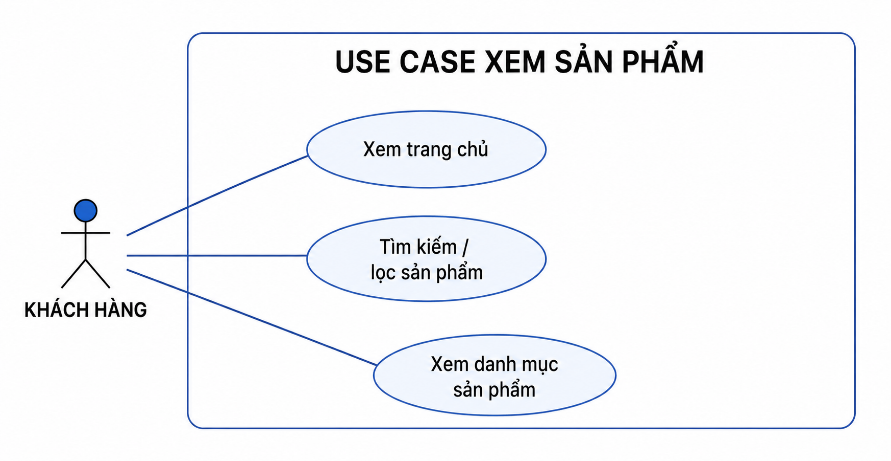 USE CASE XEM SẢN PHẨM
Xem trang chủ
Tìm kiếm /
lọc sản phẩm
KHÁCH HÀNG
Xem danh mục
sản phẩm